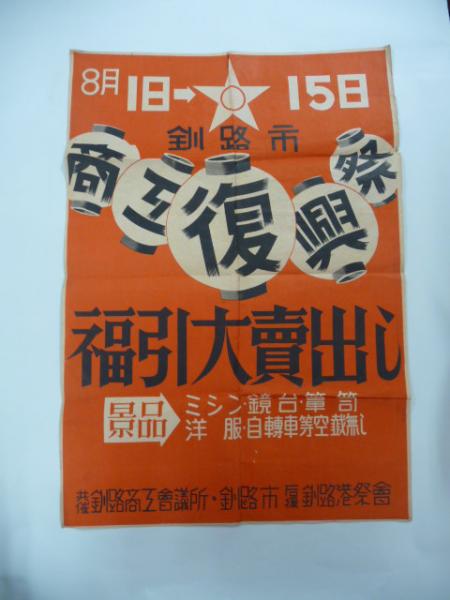 8月1日→15日
釧路市
商工復興祭
福引大賣出し
景品
ミシン・鏡台・簞笥
洋服・自轉車等空籤無し
釧路商工會議所・釧路市 釧路港祭會